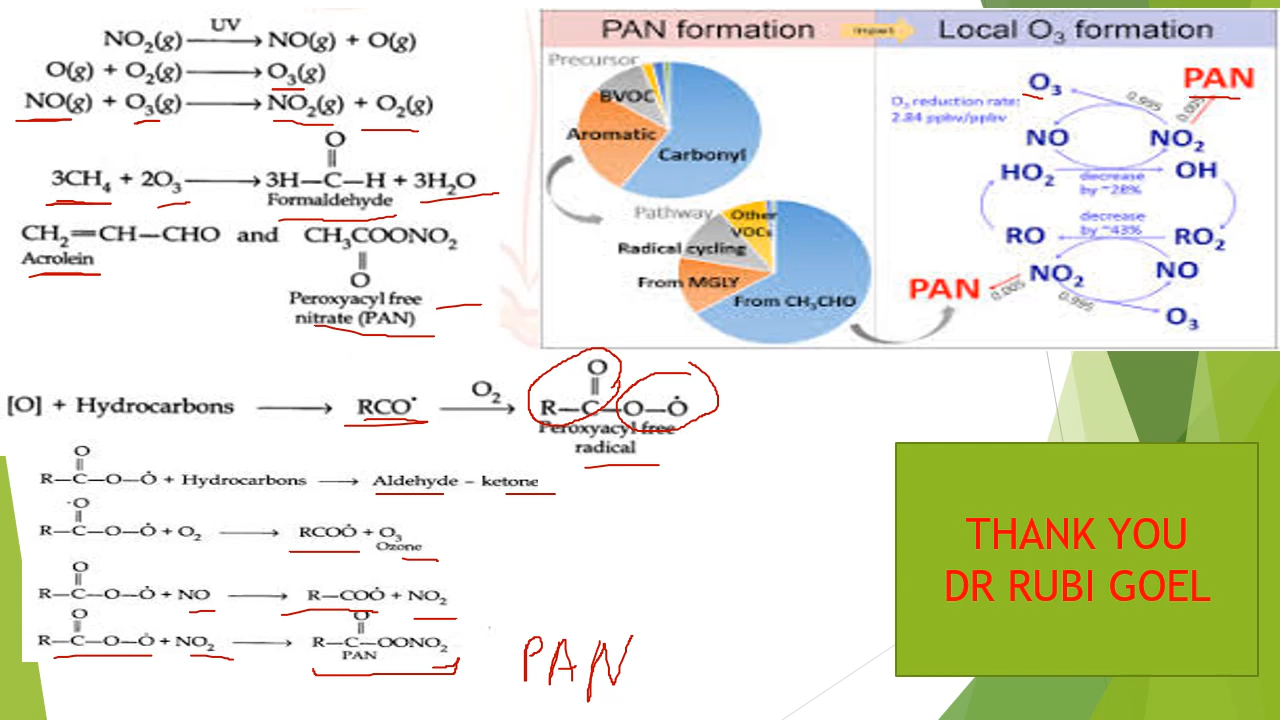 NO₂(g) —UV→ NO(g) + O(g)
O(g) + O₂(g) ⟶ O₃(g)
NO(g) + O₃(g) ⟶ NO₂(g) + O₂(g)
O
||
3CH₄ + 2O₃ ⟶ 3H—C—H + 3H₂O
Formaldehyde
CH₂=CH—CHO and CH₃COONO₂
Acrolein
||
O
Peroxyacyl free
nitrate (PAN)
PAN formation
Impact
Local O₃ formation
Precursor
BVOC
Aromatic
Carbonyl
Pathway
Other
VOCs
Radical cycling
From MGLY
From CH₃CHO
O₃
PAN
O₃ reduction rate:
2.84 ppbv/ppbv
0.995
0.005
NO
NO₂
HO₂
decrease
by ~28%
OH
decrease
by ~43%
RO
RO₂
PAN
0.005
NO₂
NO
0.995
O₃
O
||
[O] + Hydrocarbons ⟶ RCO˙ —O₂→ R—C—O—Ȯ
Peroxyacyl free
radical
O
||
R—C—O—Ȯ + Hydrocarbons ⟶ Aldehyde – ketone
·O
||
R—C—O—Ȯ + O₂ ⟶ RCOȮ + O₃
Ozone
O
||
R—C—O—Ȯ + NO ⟶ R—COȮ + NO₂
O O
|| ||
R—C—O—Ȯ + NO₂ ⟶ R—C—OONO₂
PAN
PAN
THANK YOU
DR RUBI GOEL